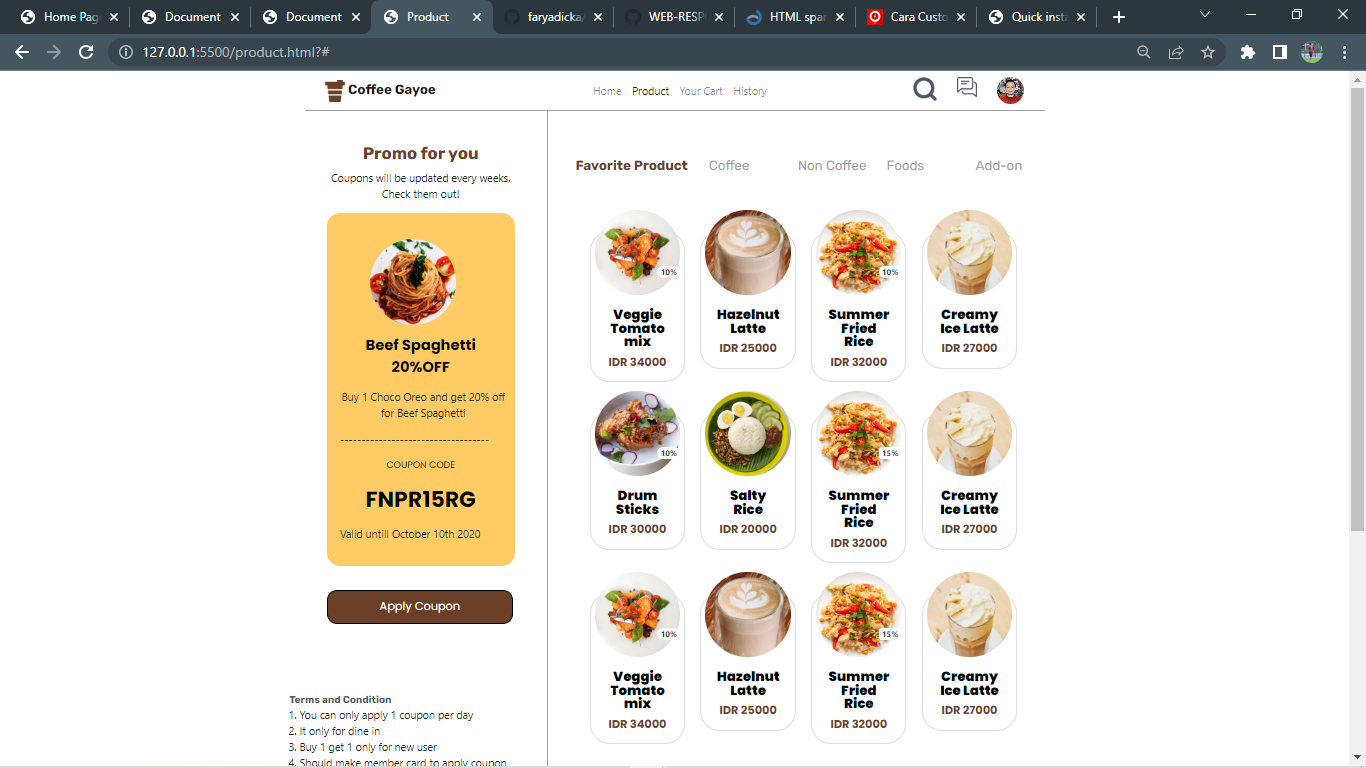 Home Pag
Document
Document
Product
faryadicka/
WEB-RESP
HTML spar
Cara Custo
Quick insta
127.0.0.1:5500/product.html?#
Coffee Gayoe
Home Product Your Cart History
Promo for you
Coupons will be updated every weeks.
Check them out!
Beef Spaghetti
20%OFF
Buy 1 Choco Oreo and get 20% off
for Beef Spaghetti
-----------------------------------
COUPON CODE
FNPR15RG
Valid untill October 10th 2020
Apply Coupon
Terms and Condition
1. You can only apply 1 coupon per day
2. It only for dine in
3. Buy 1 get 1 only for new user
4. Should make member card to apply coupon
Favorite Product Coffee Non Coffee Foods Add-on
10%
Veggie
Tomato
mix
IDR 34000
Hazelnut
Latte
IDR 25000
10%
Summer
Fried
Rice
IDR 32000
Creamy
Ice Latte
IDR 27000
10%
Drum
Sticks
IDR 30000
Salty
Rice
IDR 20000
15%
Summer
Fried
Rice
IDR 32000
Creamy
Ice Latte
IDR 27000
10%
Veggie
Tomato
mix
IDR 34000
Hazelnut
Latte
IDR 25000
15%
Summer
Fried
Rice
IDR 32000
Creamy
Ice Latte
IDR 27000